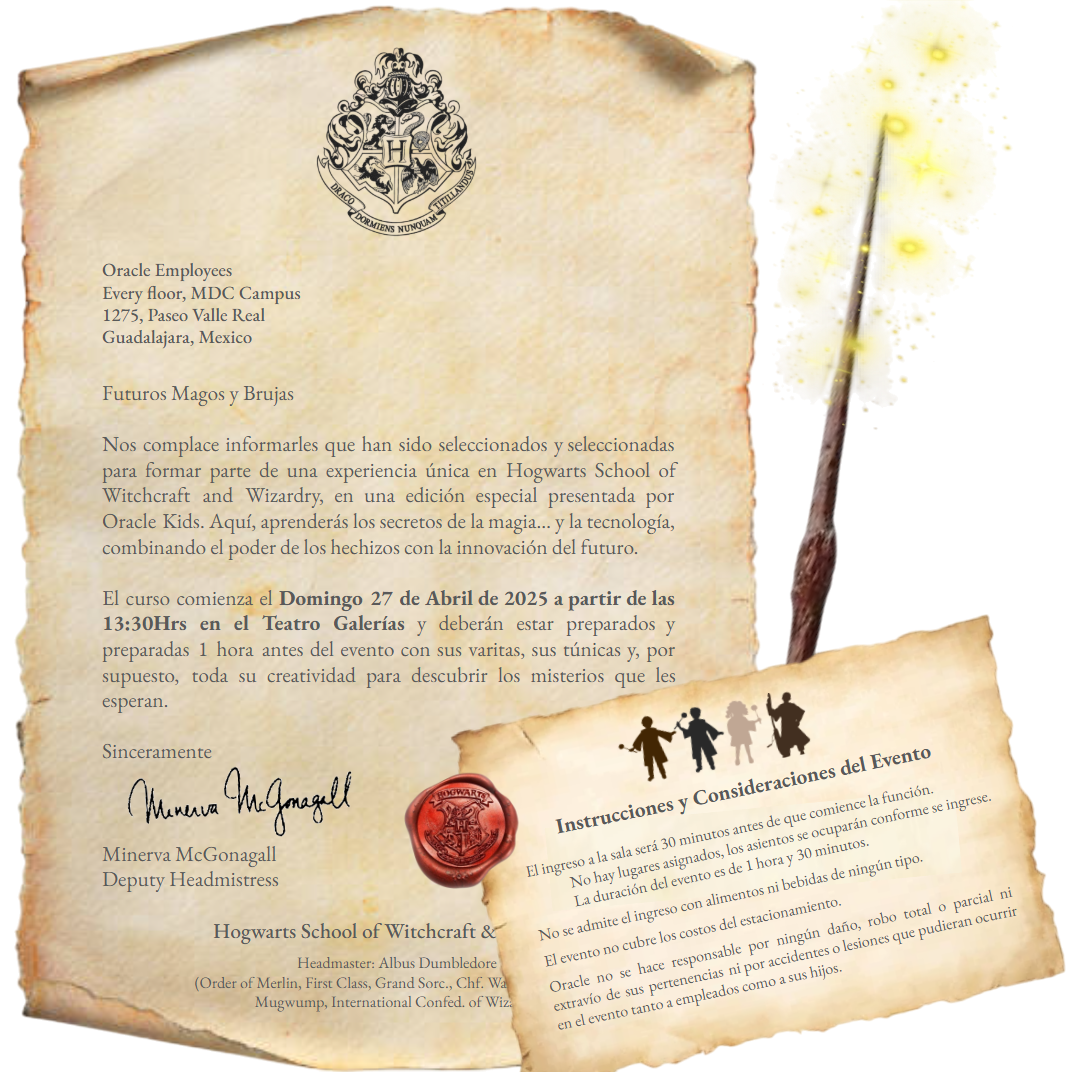 H
DRACO DORMIENS NUNQUAM TITILLANDUS
Oracle Employees
Every floor, MDC Campus
1275, Paseo Valle Real
Guadalajara, Mexico
Futuros Magos y Brujas
Nos complace informarles que han sido seleccionados y seleccionadas
para formar parte de una experiencia única en Hogwarts School of
Witchcraft and Wizardry, en una edición especial presentada por
Oracle Kids. Aquí, aprenderás los secretos de la magia... y la tecnología,
combinando el poder de los hechizos con la innovación del futuro.
El curso comienza el Domingo 27 de Abril de 2025 a partir de las
13:30Hrs en el Teatro Galerías y deberán estar preparados y
preparadas 1 hora antes del evento con sus varitas, sus túnicas y, por
supuesto, toda su creatividad para descubrir los misterios que les
esperan.
Sinceramente
Minerva McGonagall
Minerva McGonagall
Deputy Headmistress
Hogwarts School of Witchcraft &
Headmaster: Albus Dumbledore
(Order of Merlin, First Class, Grand Sorc., Chf. Wa
Mugwump, International Confed. of Wiz
HOGWARTS
H
Instrucciones y Consideraciones del Evento
El ingreso a la sala será 30 minutos antes de que comience la función.
No hay lugares asignados, los asientos se ocuparán conforme se ingrese.
La duración del evento es de 1 hora y 30 minutos.
No se admite el ingreso con alimentos ni bebidas de ningún tipo.
El evento no cubre los costos del estacionamiento.
Oracle no se hace responsable por ningún daño, robo total o parcial ni
extravío de sus pertenencias ni por accidentes o lesiones que pudieran ocurrir
en el evento tanto a empleados como a sus hijos.